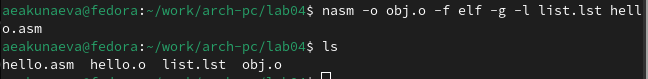 aeakunaeva@fedora:~/work/arch-pc/lab04$ nasm -o obj.o -f elf -g -l list.lst hell
o.asm
aeakunaeva@fedora:~/work/arch-pc/lab04$ ls
hello.asm  hello.o  list.lst  obj.o